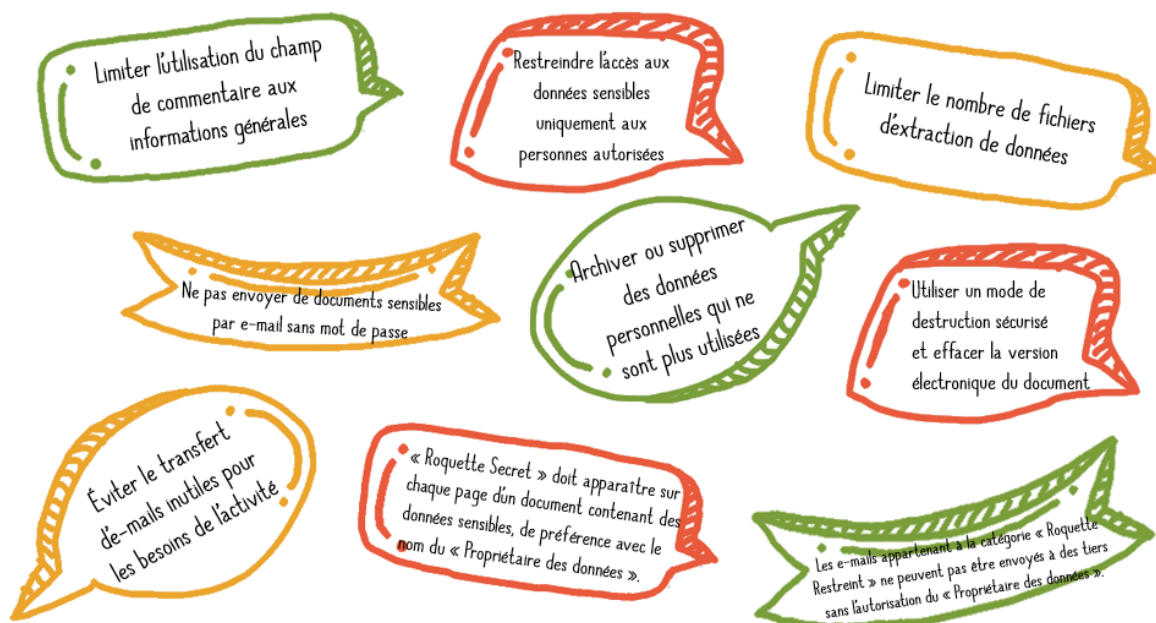 Limiter l'utilisation du champ
de commentaire aux
informations générales
Restreindre l'accès aux
données sensibles
uniquement aux
personnes autorisées
Limiter le nombre de fichiers
d'extraction de données
Ne pas envoyer de documents sensibles
par e-mail sans mot de passe
Archiver ou supprimer
des données
personnelles qui ne
sont plus utilisées
Utiliser un mode de
destruction sécurisé
et effacer la version
électronique du document
Éviter le transfert
d'e-mails inutiles pour
les besoins de l'activité
« Roquette Secret » doit apparaître sur
chaque page d'un document contenant des
données sensibles, de préférence avec le
nom du « Propriétaire des données ».
Les e-mails appartenant à la catégorie « Roquette
Restreint » ne peuvent pas être envoyés à des tiers
sans l'autorisation du « Propriétaire des données ».